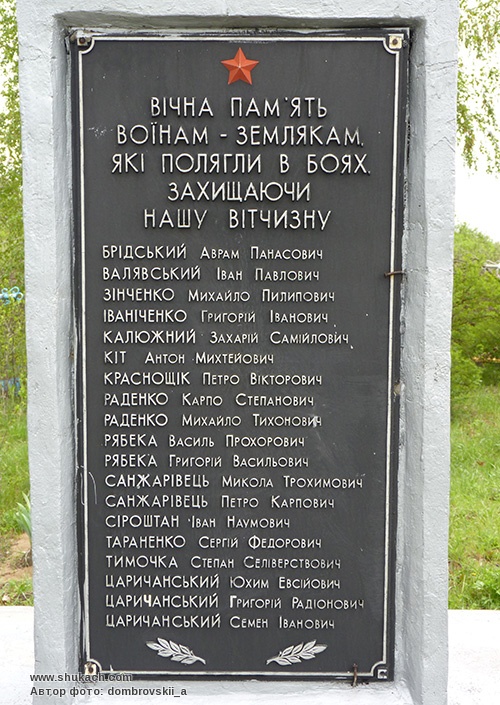 ВІЧНА ПАМ'ЯТЬ
ВОЇНАМ - ЗЕМЛЯКАМ,
ЯКІ ПОЛЯГЛИ В БОЯХ,
ЗАХИЩАЮЧИ
НАШУ ВІТЧИЗНУ
БРІДСЬКИЙ АВРАМ ПАНАСОВИЧ
ВАЛЯВСЬКИЙ ІВАН ПАВЛОВИЧ
ЗІНЧЕНКО МИХАЙЛО ПИЛИПОВИЧ
ІВАНІЧЕНКО ГРИГОРІЙ ІВАНОВИЧ
КАЛЮЖНИЙ ЗАХАРІЙ САМІЙЛОВИЧ
КІТ АНТОН МИХТЕЙОВИЧ
КРАСНОЩІК ПЕТРО ВІКТОРОВИЧ
РАДЕНКО КАРПО СТЕПАНОВИЧ
РАДЕНКО МИХАЙЛО ТИХОНОВИЧ
РЯБЕКА ВАСИЛЬ ПРОХОРОВИЧ
РЯБЕКА ГРИГОРІЙ ВАСИЛЬОВИЧ
САНЖАРІВЕЦЬ МИКОЛА ТРОХИМОВИЧ
САНЖАРІВЕЦЬ ПЕТРО КАРПОВИЧ
СІРОШТАН ІВАН НАУМОВИЧ
ТАРАНЕНКО СЕРГІЙ ФЕДОРОВИЧ
ТИМОЧКА СТЕПАН СЕЛІВЕРСТВОВИЧ
ЦАРИЧАНСЬКИЙ ЮХИМ ЕВСІЙОВИЧ
ЦАРИЧАНСЬКИЙ ГРИГОРІЙ РАДІОНОВИЧ
ЦАРИЧАНСЬКИЙ СЕМЕН ІВАНОВИЧ
www.shukach.com
Автор фото: dombrovskii_a